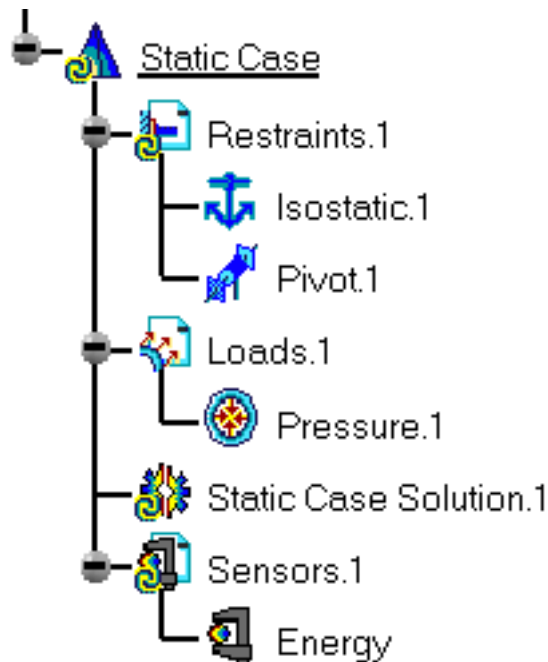 Static Case
Restraints.1
Isostatic.1
Pivot.1
Loads.1
Pressure.1
Static Case Solution.1
Sensors.1
Energy